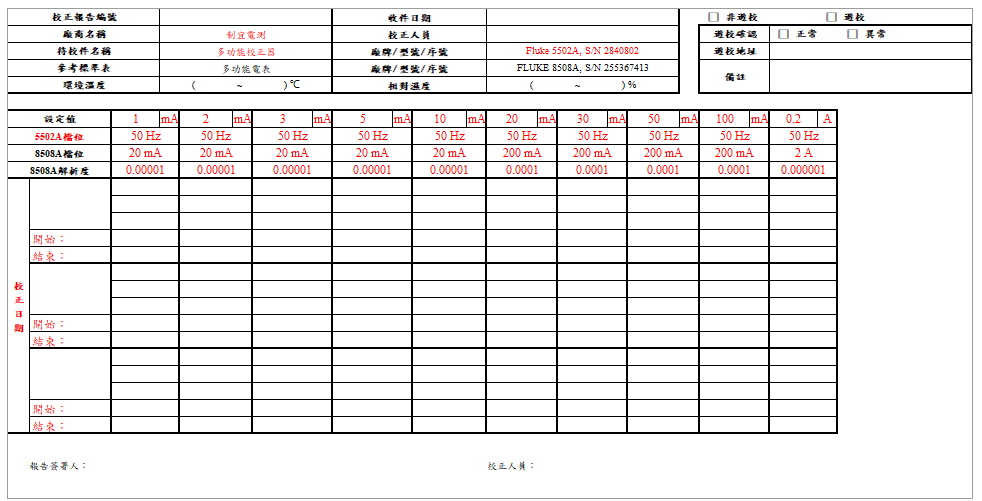 校正報告編號 收件日期 □ 非遊校 □ 遊校
廠商名稱 制宜電測 校正人員 遊校確認 □ 正常 □ 異常
待校件名稱 多功能校正器 廠牌/型號/序號 Fluke 5502A, S/N 2840802 遊校地址
參考標準表 多功能電表 廠牌/型號/序號 FLUKE 8508A, S/N 255367413 備註
環境溫度 ( ~ )℃ 相對溫度 ( ~ )%
設定值 1 mA 2 mA 3 mA 5 mA 10 mA 20 mA 30 mA 50 mA 100 mA 0.2 A
5502A檔位 50 Hz 50 Hz 50 Hz 50 Hz 50 Hz 50 Hz 50 Hz 50 Hz 50 Hz 50 Hz
8508A檔位 20 mA 20 mA 20 mA 20 mA 20 mA 200 mA 200 mA 200 mA 200 mA 2 A
8508A解析度 0.00001 0.00001 0.00001 0.00001 0.00001 0.0001 0.0001 0.0001 0.0001 0.000001
校正日期
開始：
結束：
開始：
結束：
開始：
結束：
報告簽署人： 校正人員：